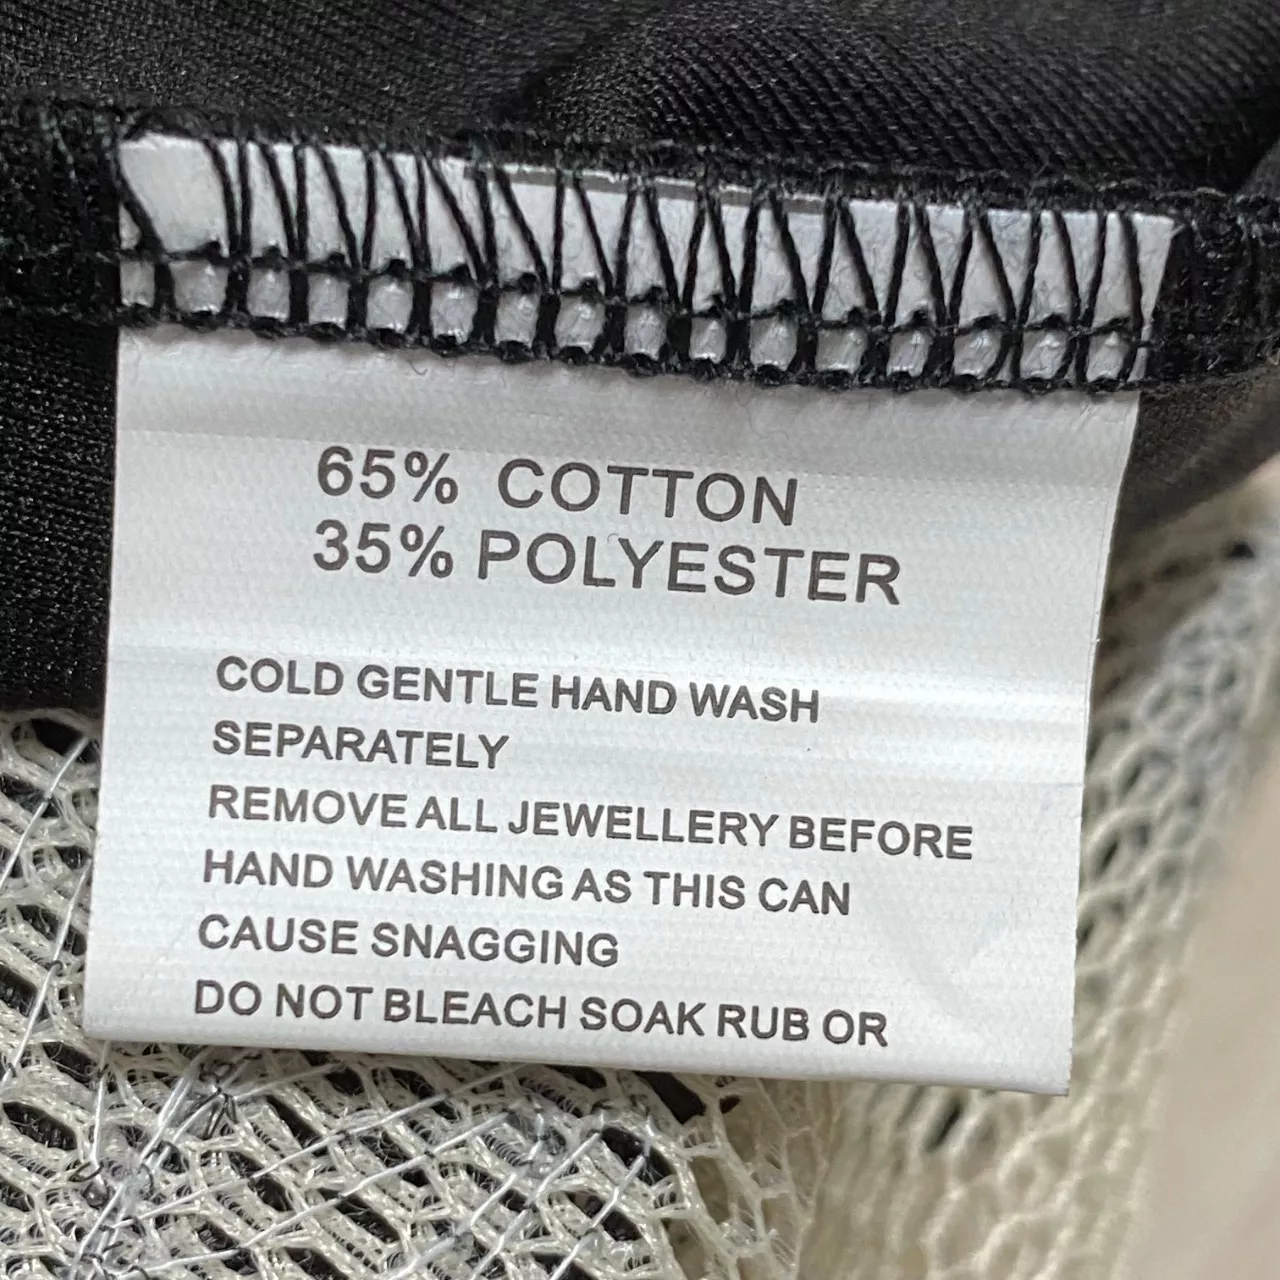 65% COTTON
35% POLYESTER
COLD GENTLE HAND WASH
SEPARATELY
REMOVE ALL JEWELLERY BEFORE
HAND WASHING AS THIS CAN
CAUSE SNAGGING
DO NOT BLEACH SOAK RUB OR